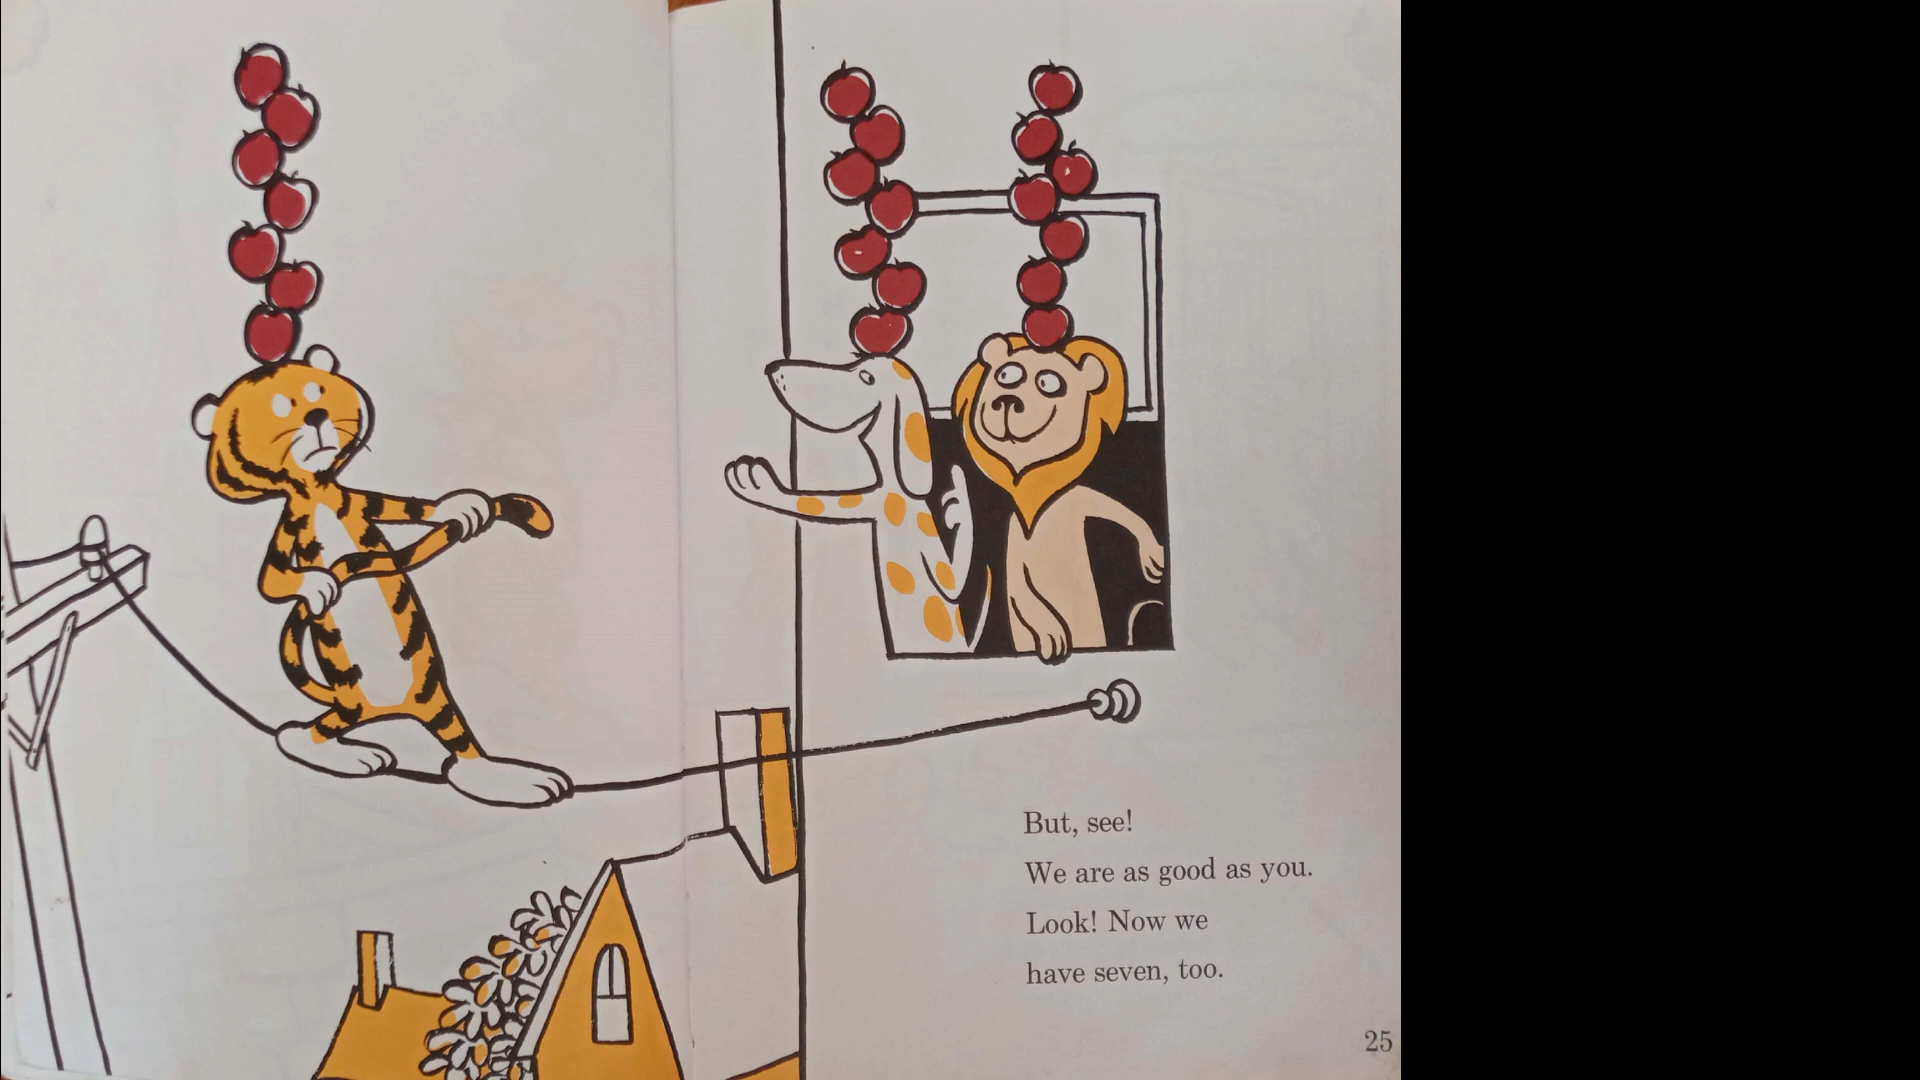 But, see!
We are as good as you.
Look! Now we
have seven, too.
25